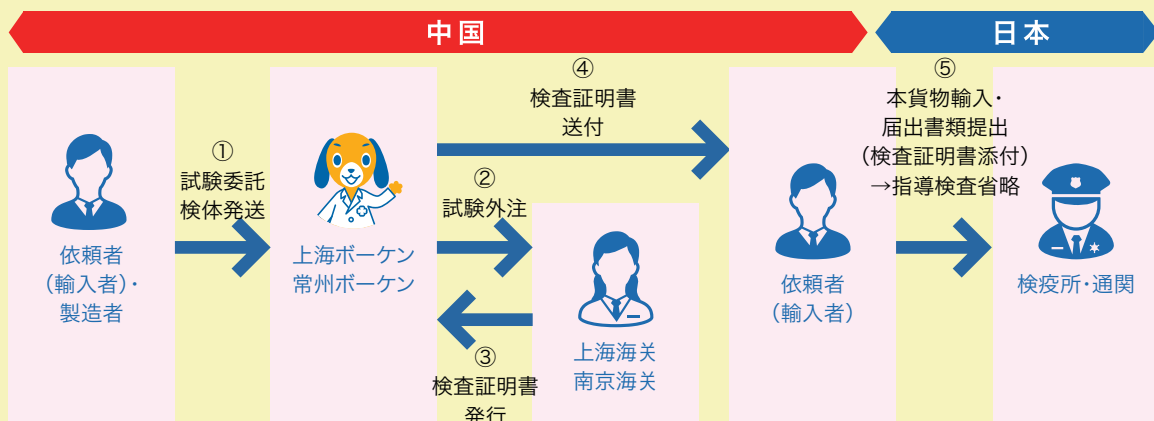 中国
日本
①
試験委託
検体発送
④
検査証明書
送付
②
試験外注
③
検査証明書
発行
⑤
本貨物輸入・
届出書類提出
（検査証明書添付）
→指導検査省略
依頼者
（輸入者）・
製造者
上海ボーケン
常州ボーケン
上海海关
南京海关
依頼者
（輸入者）
検疫所・通関